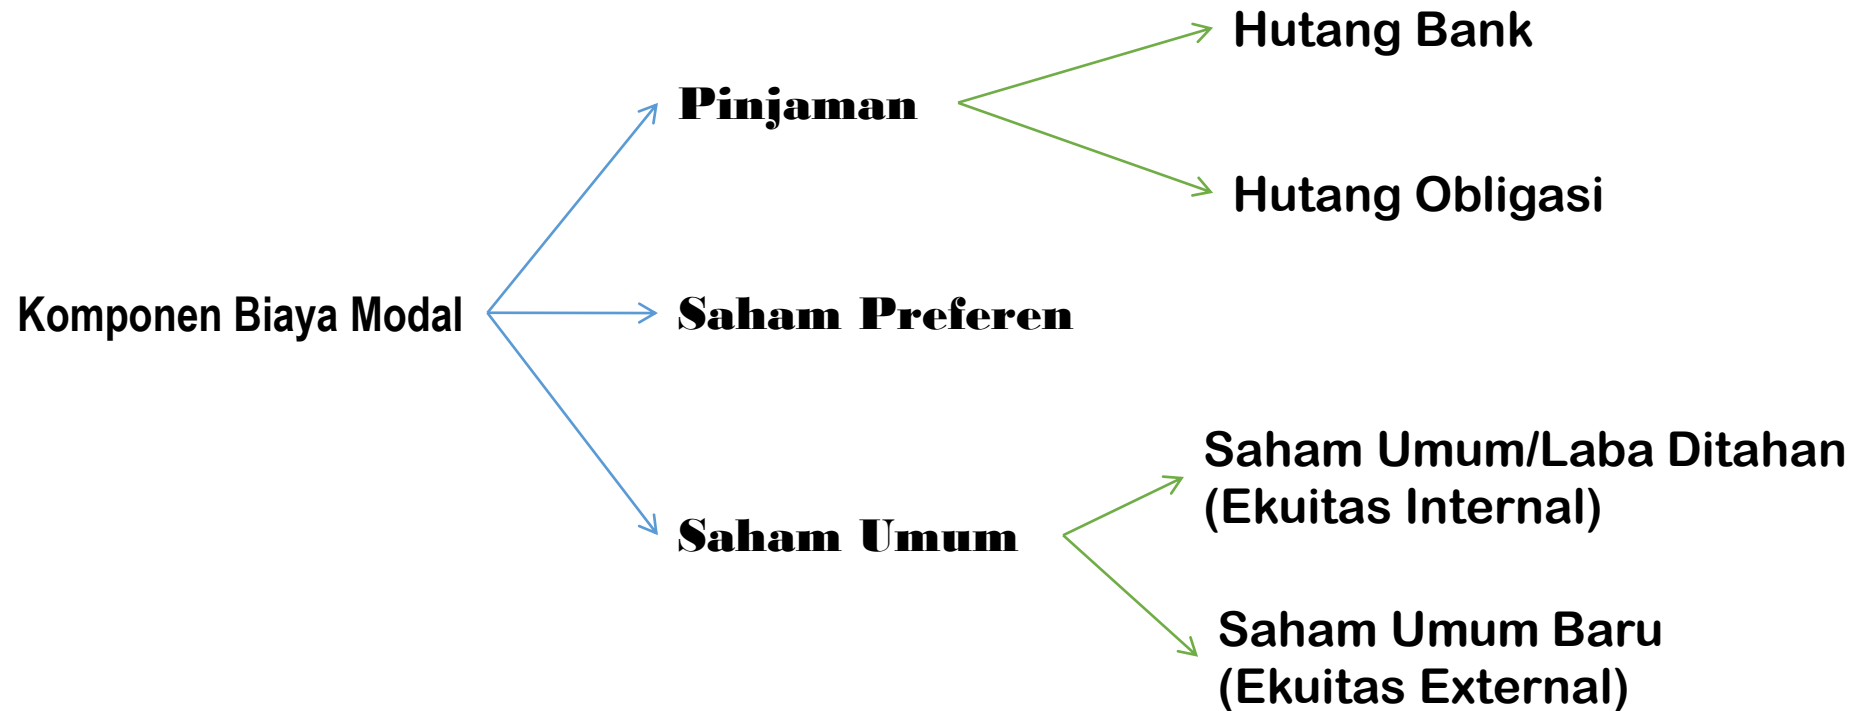 Hutang Bank
Pinjaman
Hutang Obligasi
Komponen Biaya Modal
Saham Preferen
Saham Umum/Laba Ditahan
(Ekuitas Internal)
Saham Umum
Saham Umum Baru
(Ekuitas External)